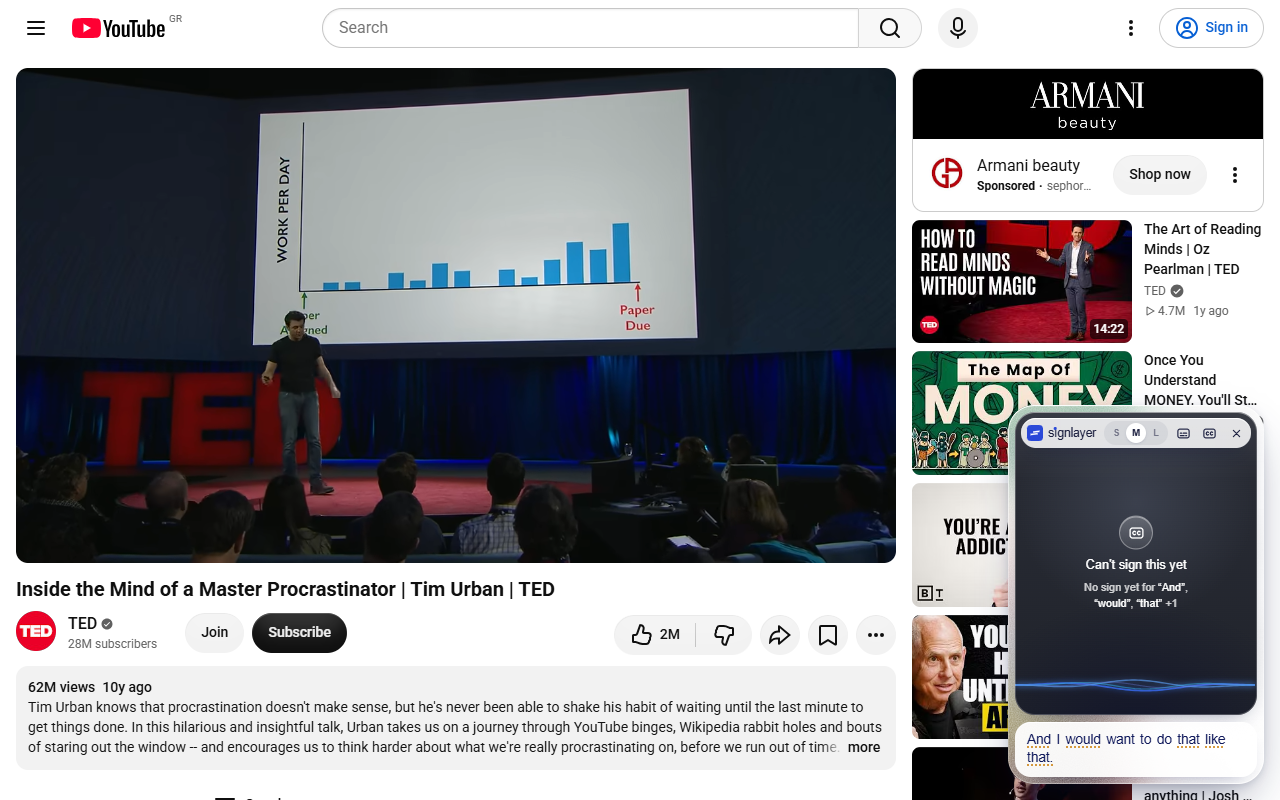 YouTube
GR
Search
Sign in
WORK PER DAY
Paper
Due
TED
Inside the Mind of a Master Procrastinator | Tim Urban | TED
TED
TED
28M subscribers
Join
Subscribe
2M
62M views 10y ago
Tim Urban knows that procrastination doesn't make sense, but he's never been able to shake his habit of waiting until the last minute to
get things done. In this hilarious and insightful talk, Urban takes us on a journey through YouTube binges, Wikipedia rabbit holes and bouts
of staring out the window -- and encourages us to think harder about what we're really procrastinating on, before we run out of time. more
ARMANI
beauty
Armani beauty
Sponsored · sephor...
Shop now
HOW TO
READ MINDS
WITHOUT MAGIC
TED
14:22
The Art of Reading
Minds | Oz
Pearlman | TED
TED
4.7M 1y ago
The Map Of
MONEY
Once You
Understand
MONEY. You'll St...
YOU'RE
ADDIC
B T
YOU
H
UNTI
signlayer
S M L
CC
CC
Can't sign this yet
No sign yet for "And",
"would", "that" +1
And I would want to do that like
that.
anything | Josh ...